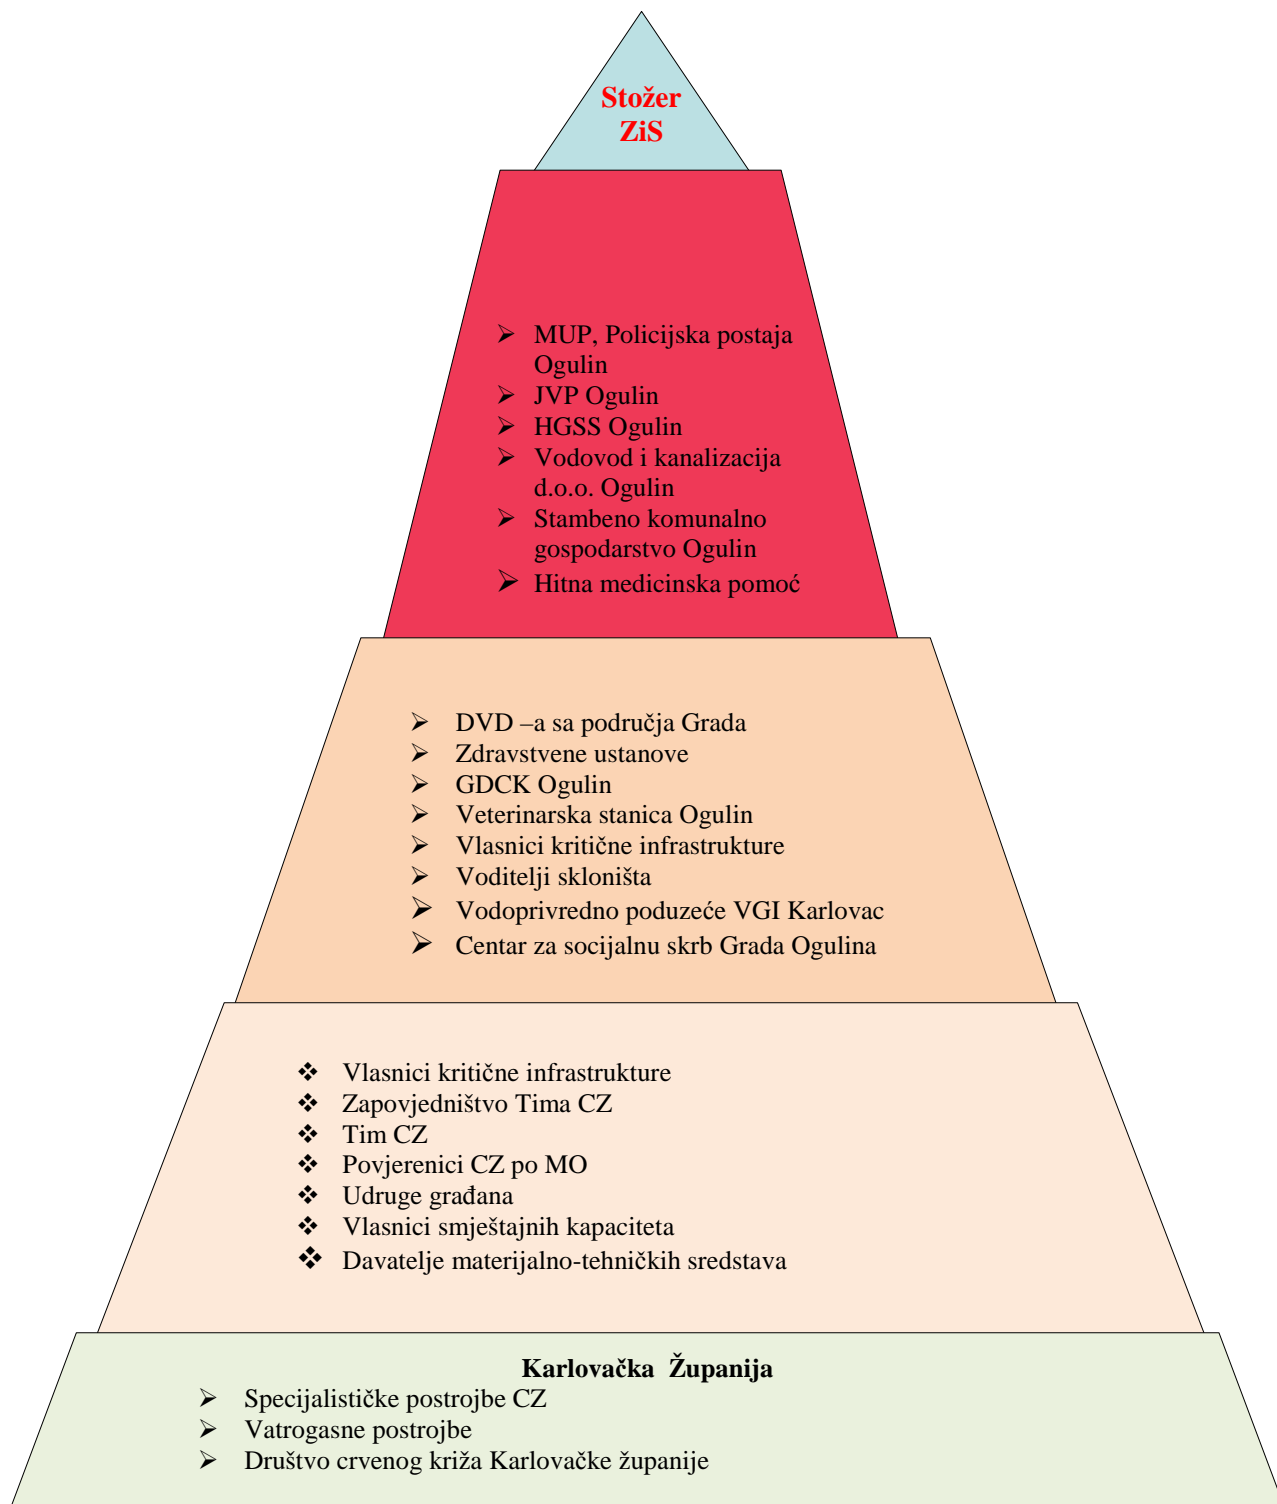 Stožer
ZiS
➢ MUP, Policijska postaja
Ogulin
➢ JVP Ogulin
➢ HGSS Ogulin
➢ Vodovod i kanalizacija
d.o.o. Ogulin
➢ Stambeno komunalno
gospodarstvo Ogulin
➢ Hitna medicinska pomoć
➢ DVD –a sa područja Grada
➢ Zdravstvene ustanove
➢ GDCK Ogulin
➢ Veterinarska stanica Ogulin
➢ Vlasnici kritične infrastrukture
➢ Voditelji skloništa
➢ Vodoprivredno poduzeće VGI Karlovac
➢ Centar za socijalnu skrb Grada Ogulina
❖ Vlasnici kritične infrastrukture
❖ Zapovjedništvo Tima CZ
❖ Tim CZ
❖ Povjerenici CZ po MO
❖ Udruge građana
❖ Vlasnici smještajnih kapaciteta
❖ Davatelje materijalno-tehničkih sredstava
Karlovačka Županija
➢ Specijalističke postrojbe CZ
➢ Vatrogasne postrojbe
➢ Društvo crvenog križa Karlovačke županije